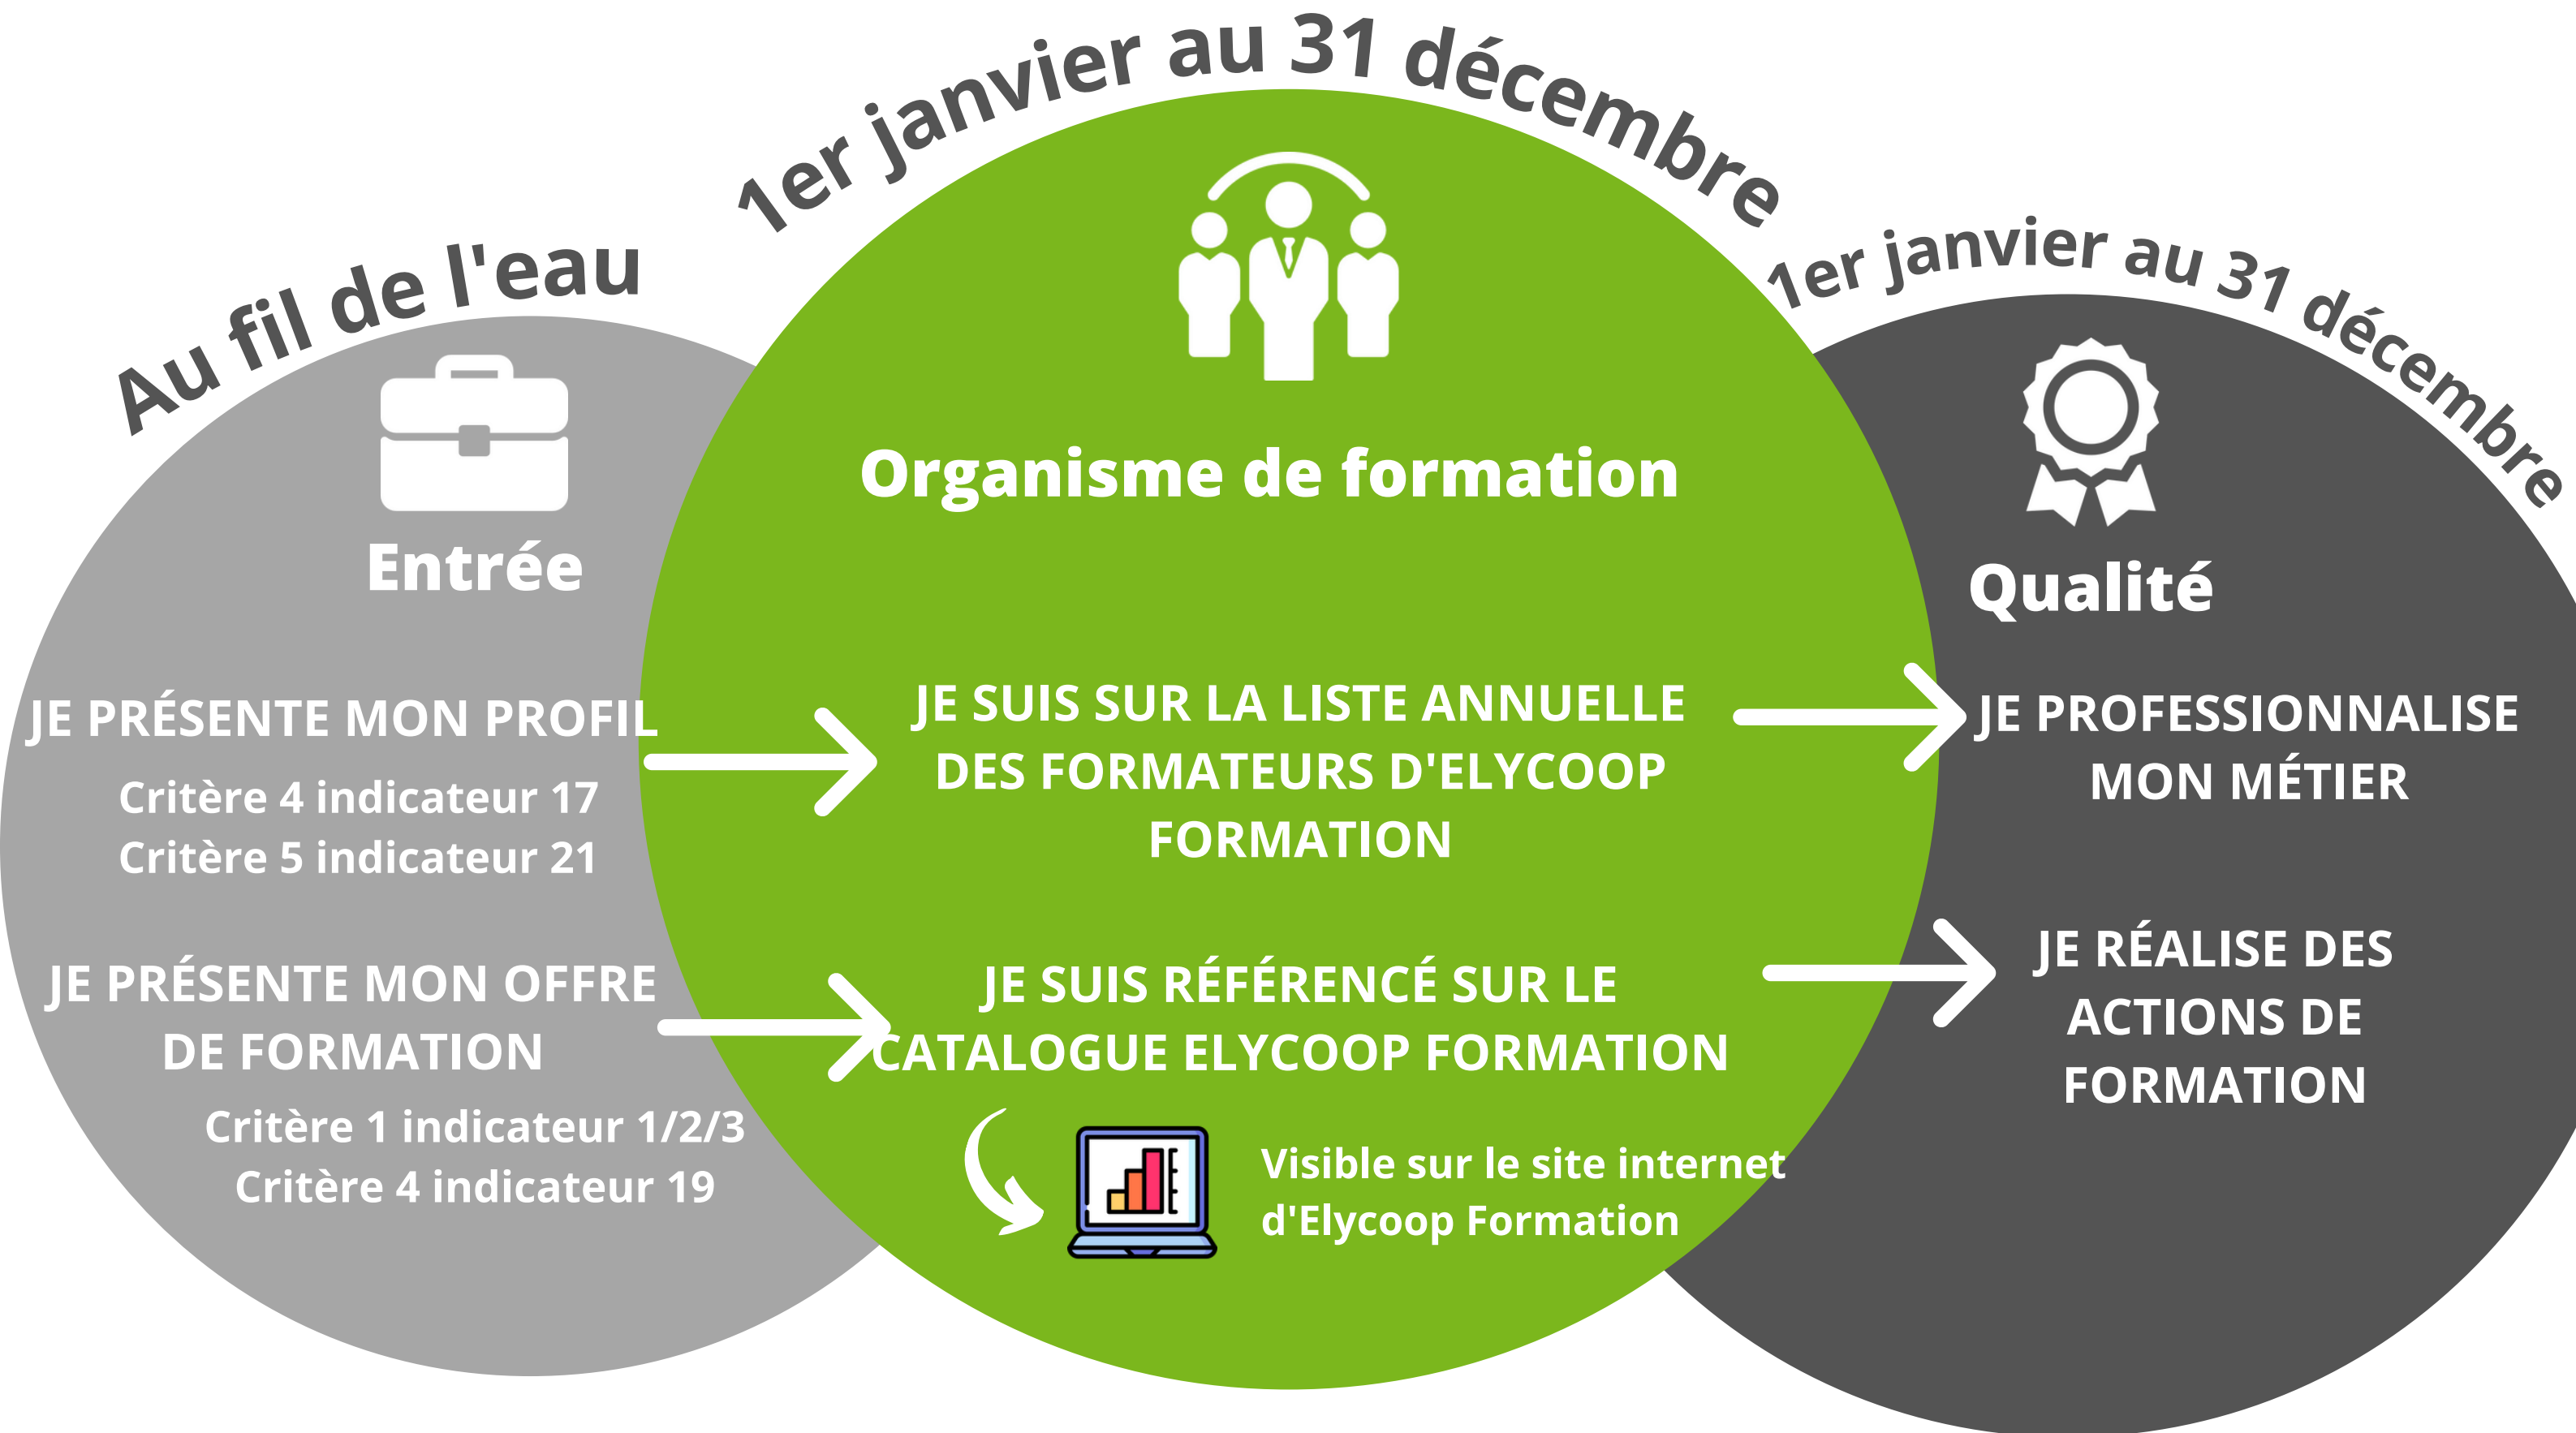 Au fil de l'eau
Entrée
JE PRÉSENTE MON PROFIL
Critère 4 indicateur 17
Critère 5 indicateur 21
JE PRÉSENTE MON OFFRE
DE FORMATION
Critère 1 indicateur 1/2/3
Critère 4 indicateur 19
1er janvier au 31 décembre
Organisme de formation
JE SUIS SUR LA LISTE ANNUELLE
DES FORMATEURS D'ELYCOOP
FORMATION
JE SUIS RÉFÉRENCÉ SUR LE
CATALOGUE ELYCOOP FORMATION
Visible sur le site internet
d'Elycoop Formation
1er janvier au 31 décembre
Qualité
JE PROFESSIONNALISE
MON MÉTIER
JE RÉALISE DES
ACTIONS DE
FORMATION